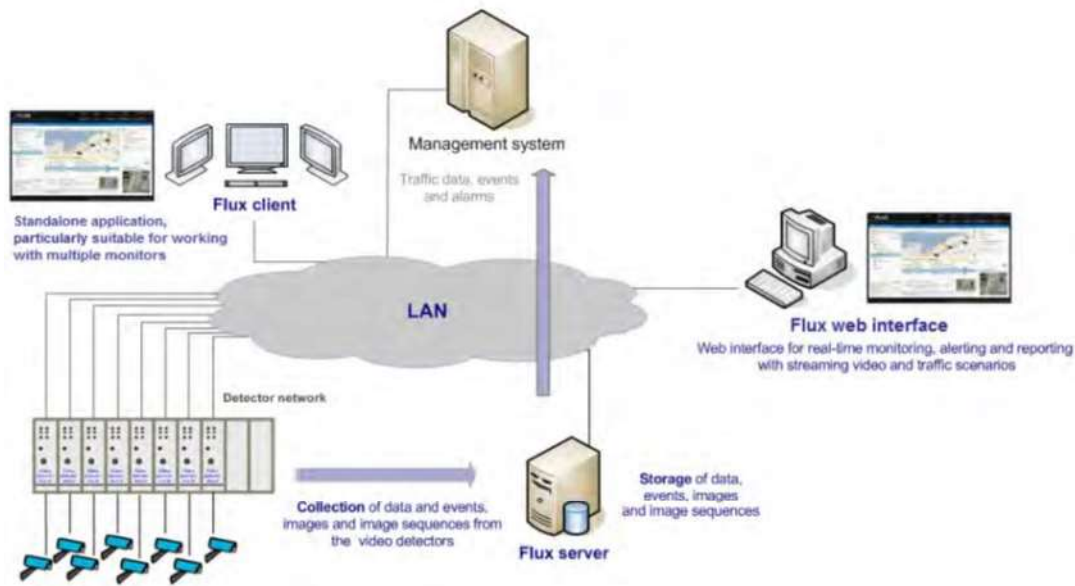 Management system
Traffic data, events
and alarms
Flux client
Standalone application,
particularly suitable for working
with multiple monitors
LAN
Flux web interface
Web interface for real-time monitoring, alerting and reporting
with streaming video and traffic scenarios
Detector network
Collection of data and events,
images and image sequences from
the video detectors
Storage of data,
events, images
and image sequences
Flux server